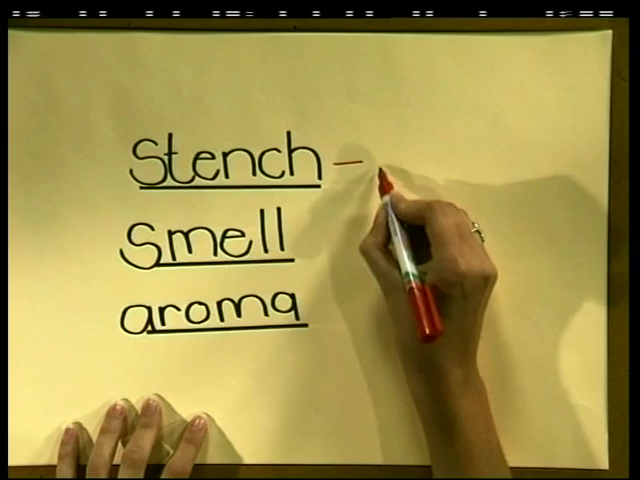 Stench –
Smell
aroma